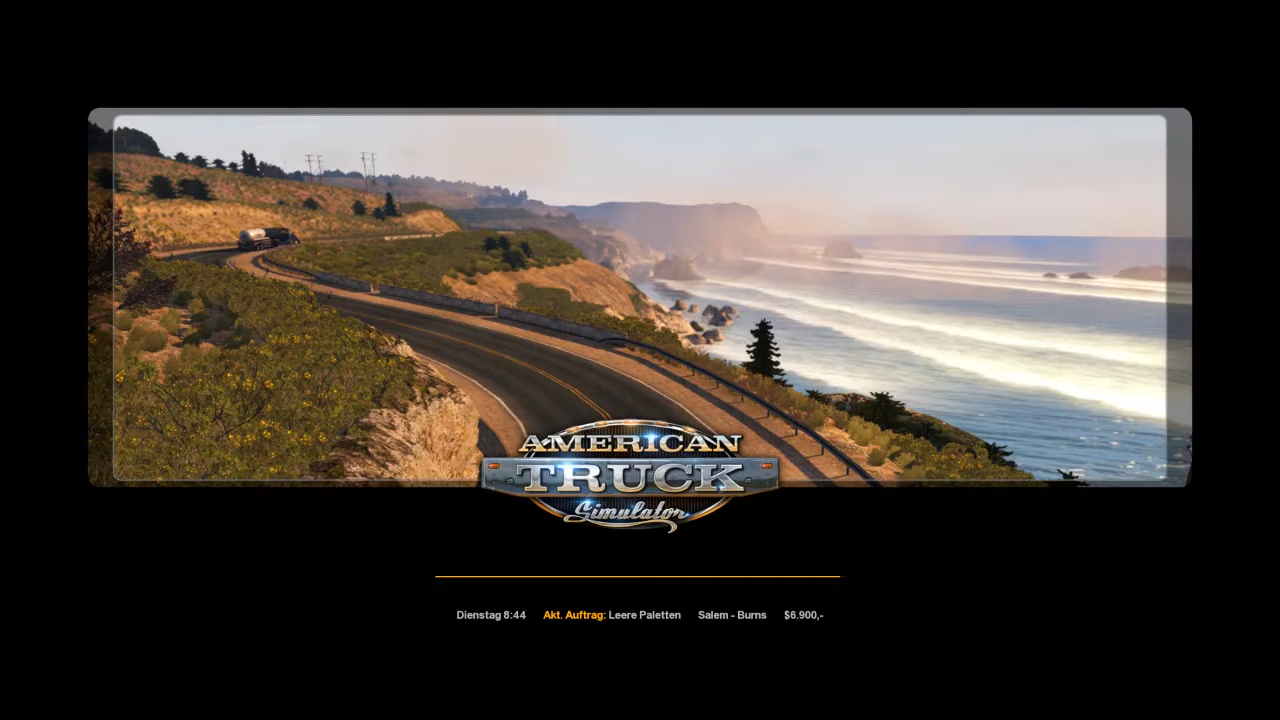 AMERICAN
TRUCK
Simulator
Dienstag 8:44 Akt. Auftrag: Leere Paletten Salem - Burns $6.900,-